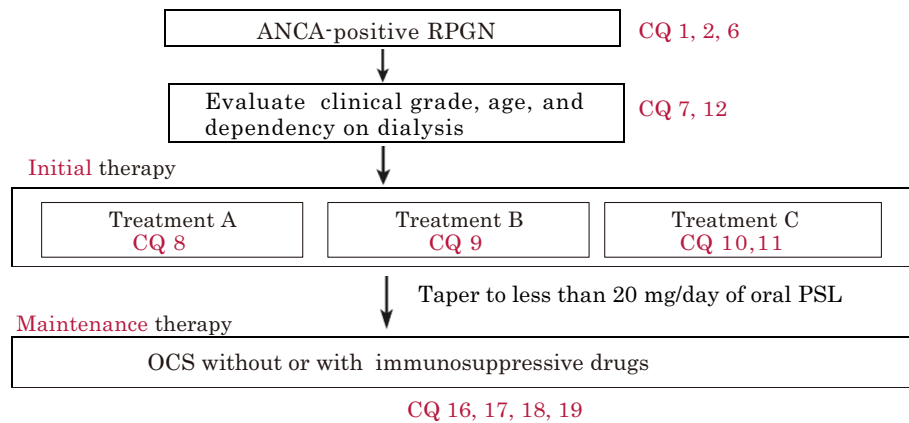 ANCA-positive RPGN
CQ 1, 2, 6
Evaluate clinical grade, age, and
dependency on dialysis
CQ 7, 12
Initial therapy
Treatment A
CQ 8
Treatment B
CQ 9
Treatment C
CQ 10,11
Taper to less than 20 mg/day of oral PSL
Maintenance therapy
OCS without or with immunosuppressive drugs
CQ 16, 17, 18, 19